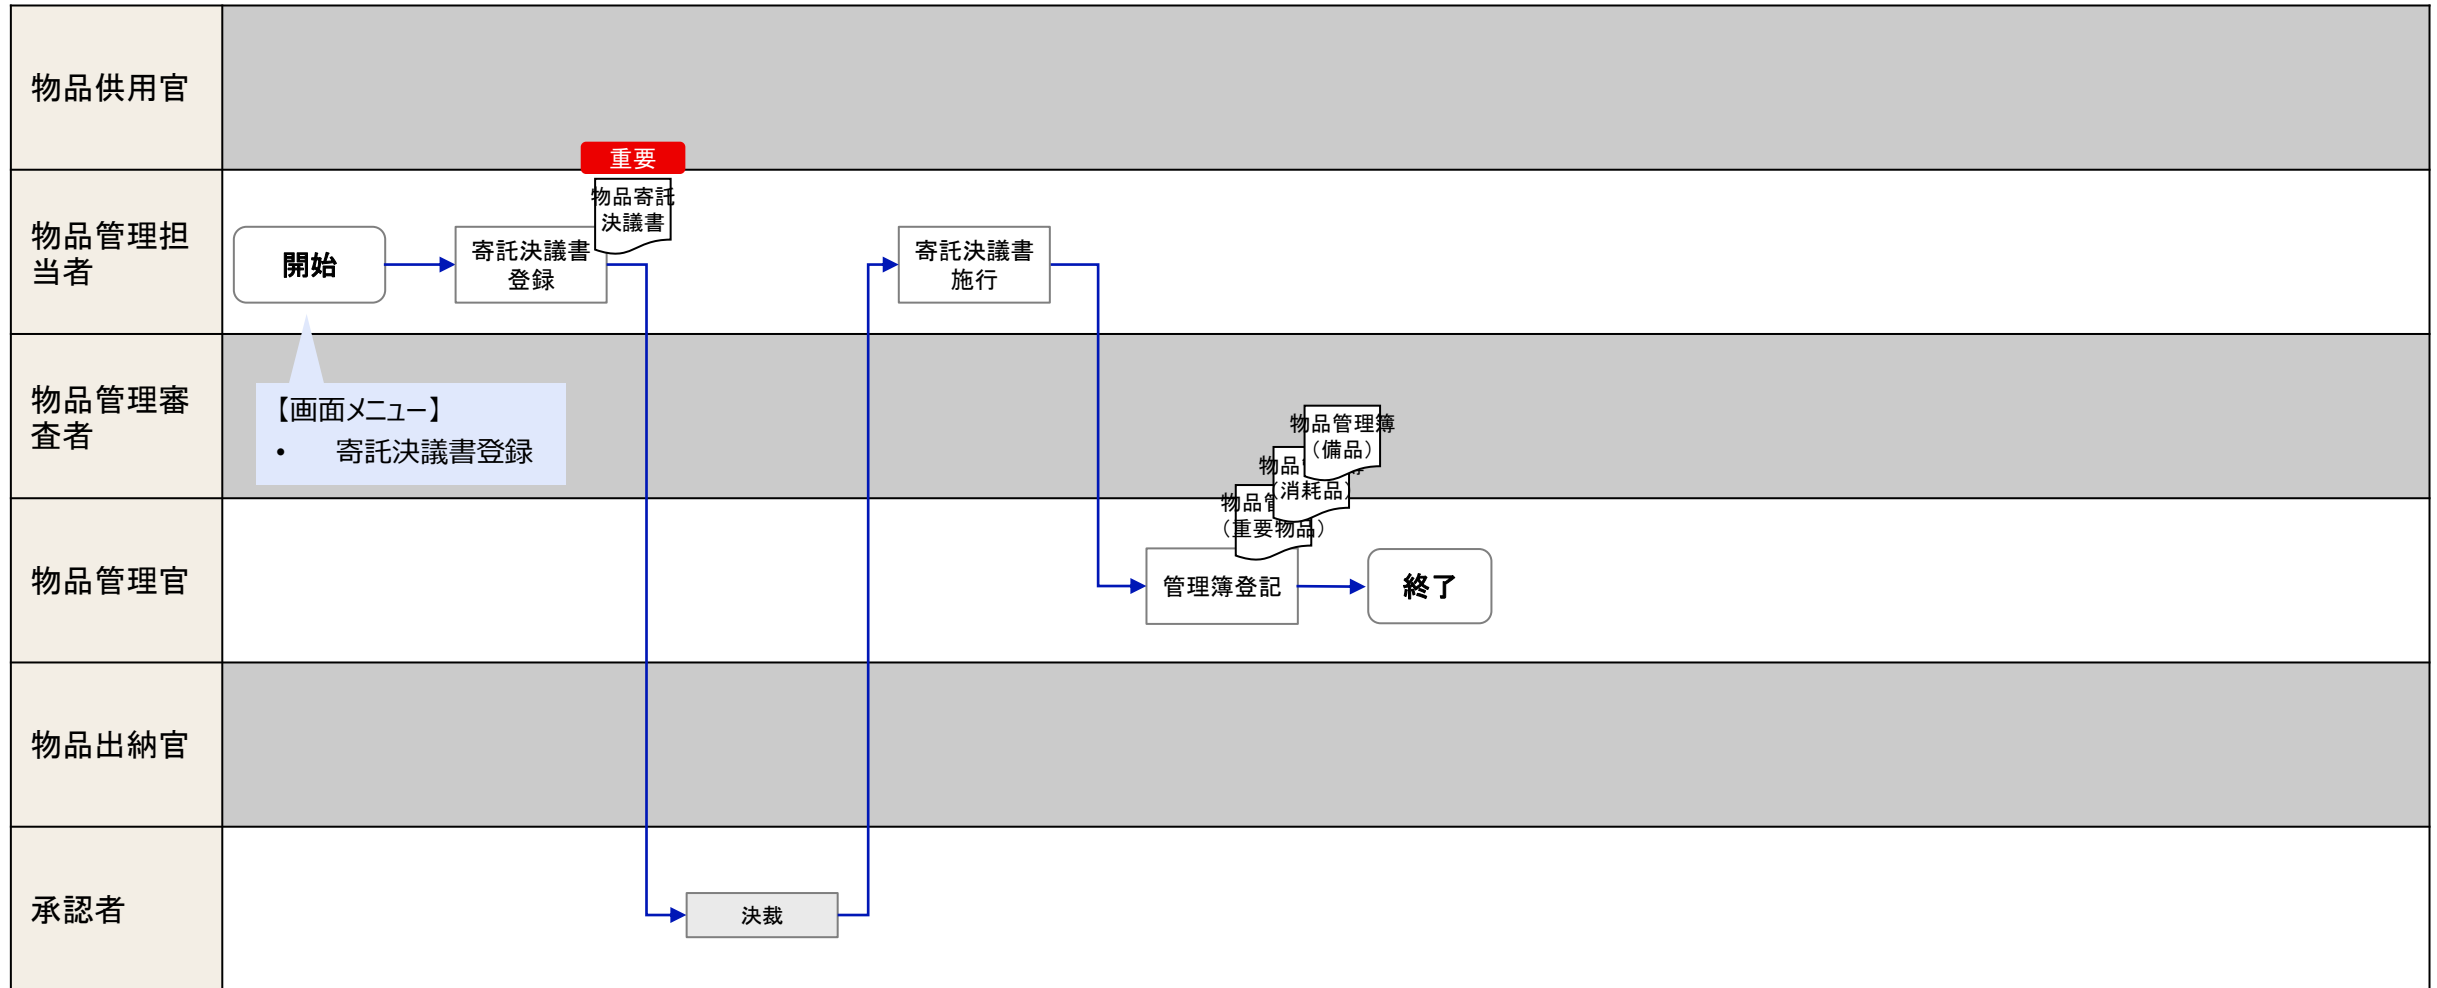 物品供用官
重要
物品管理担
当者
開始
寄託決議書
登録
物品寄託
決議書
寄託決議書
施行
物品管理審
査者
【画面メニュー】
• 寄託決議書登録
物品管理簿
（備品）
物品
（消耗品）
物品管
（重要物品）
物品管理官
管理簿登記
終了
物品出納官
承認者
決裁